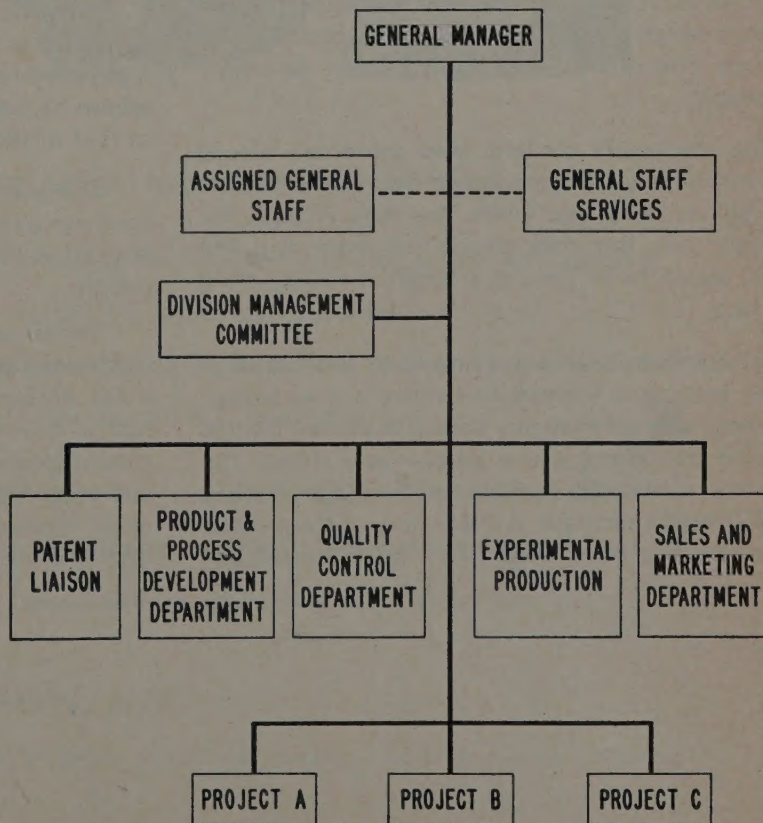 GENERAL MANAGER
ASSIGNED GENERAL
STAFF
GENERAL STAFF
SERVICES
DIVISION MANAGEMENT
COMMITTEE
PATENT
LIAISON
PRODUCT &
PROCESS
DEVELOPMENT
DEPARTMENT
QUALITY
CONTROL
DEPARTMENT
EXPERIMENTAL
PRODUCTION
SALES AND
MARKETING
DEPARTMENT
PROJECT A
PROJECT B
PROJECT C